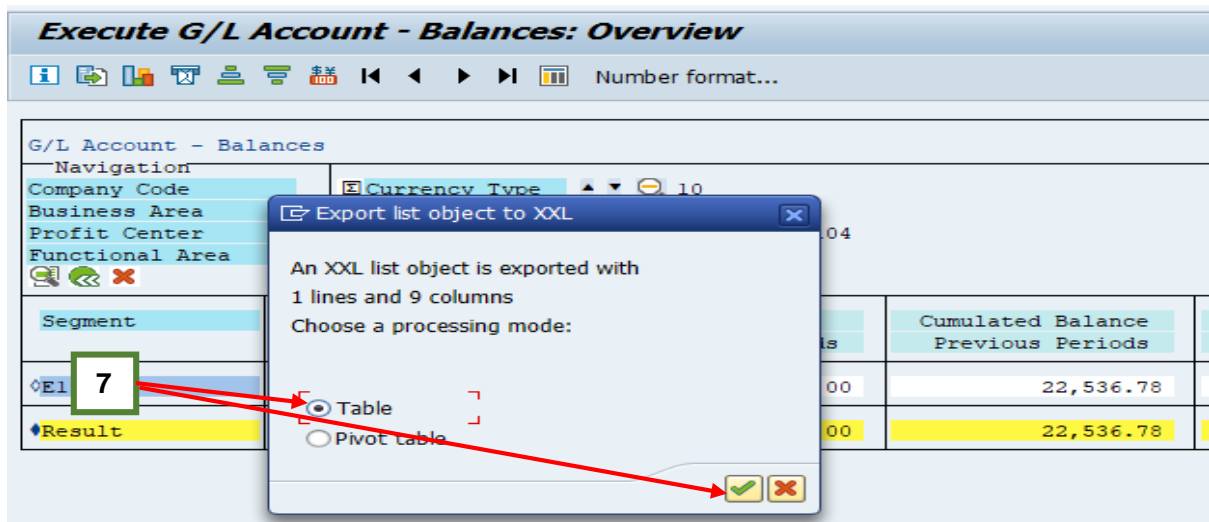 Execute G/L Account - Balances: Overview
Number format...
G/L Account - Balances
Navigation
Company Code
Currency Type 10
Business Area
Profit Center
04
Functional Area
Export list object to XXL
An XXL list object is exported with
1 lines and 9 columns
Choose a processing mode:
Table
Pivot table
Segment
Cumulated Balance
Previous Periods
7
00 22,536.78
Result 00 22,536.78